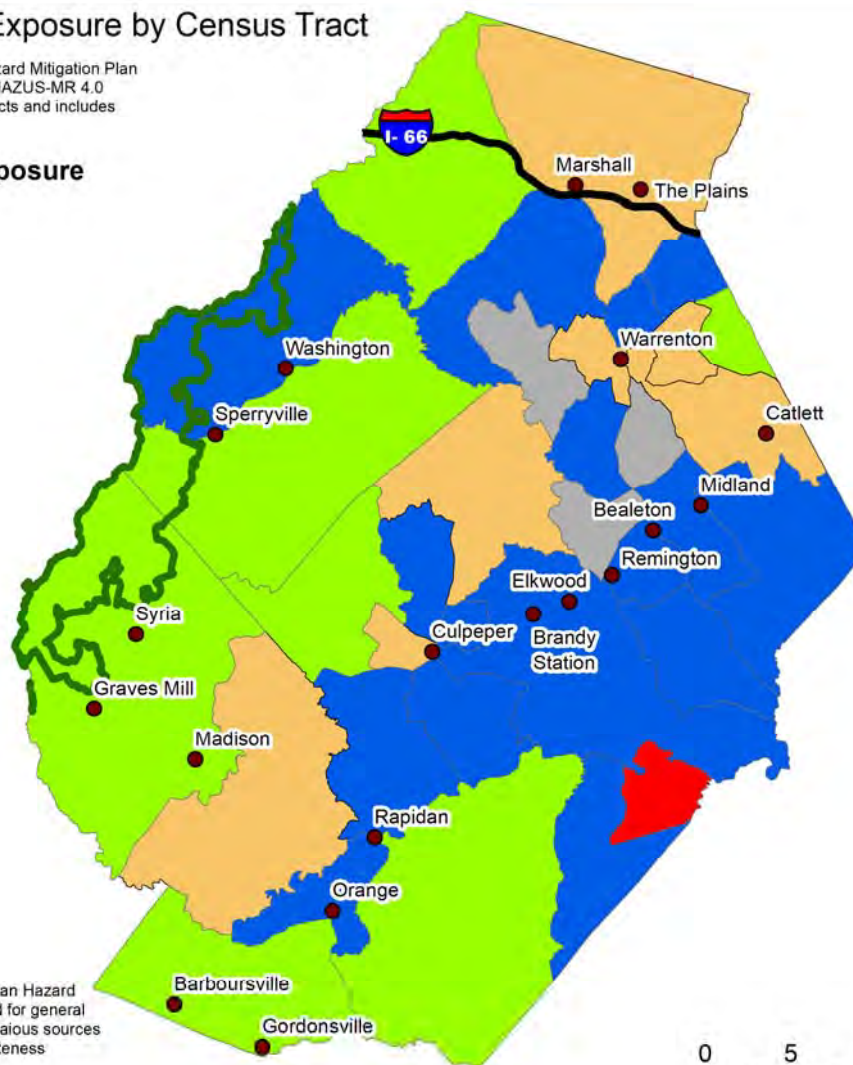 Exposure by Census Tract
zard Mitigation Plan
HAZUS-MR 4.0
cts and includes
posure
I- 66
Marshall
The Plains
Washington
Warrenton
Sperryville
Catlett
Midland
Bealeton
Remington
Elkwood
Syria
Culpeper
Brandy
Station
Graves Mill
Madison
Rapidan
Orange
an Hazard
d for general
aious sources
teness
Barboursville
Gordonsville
0 5